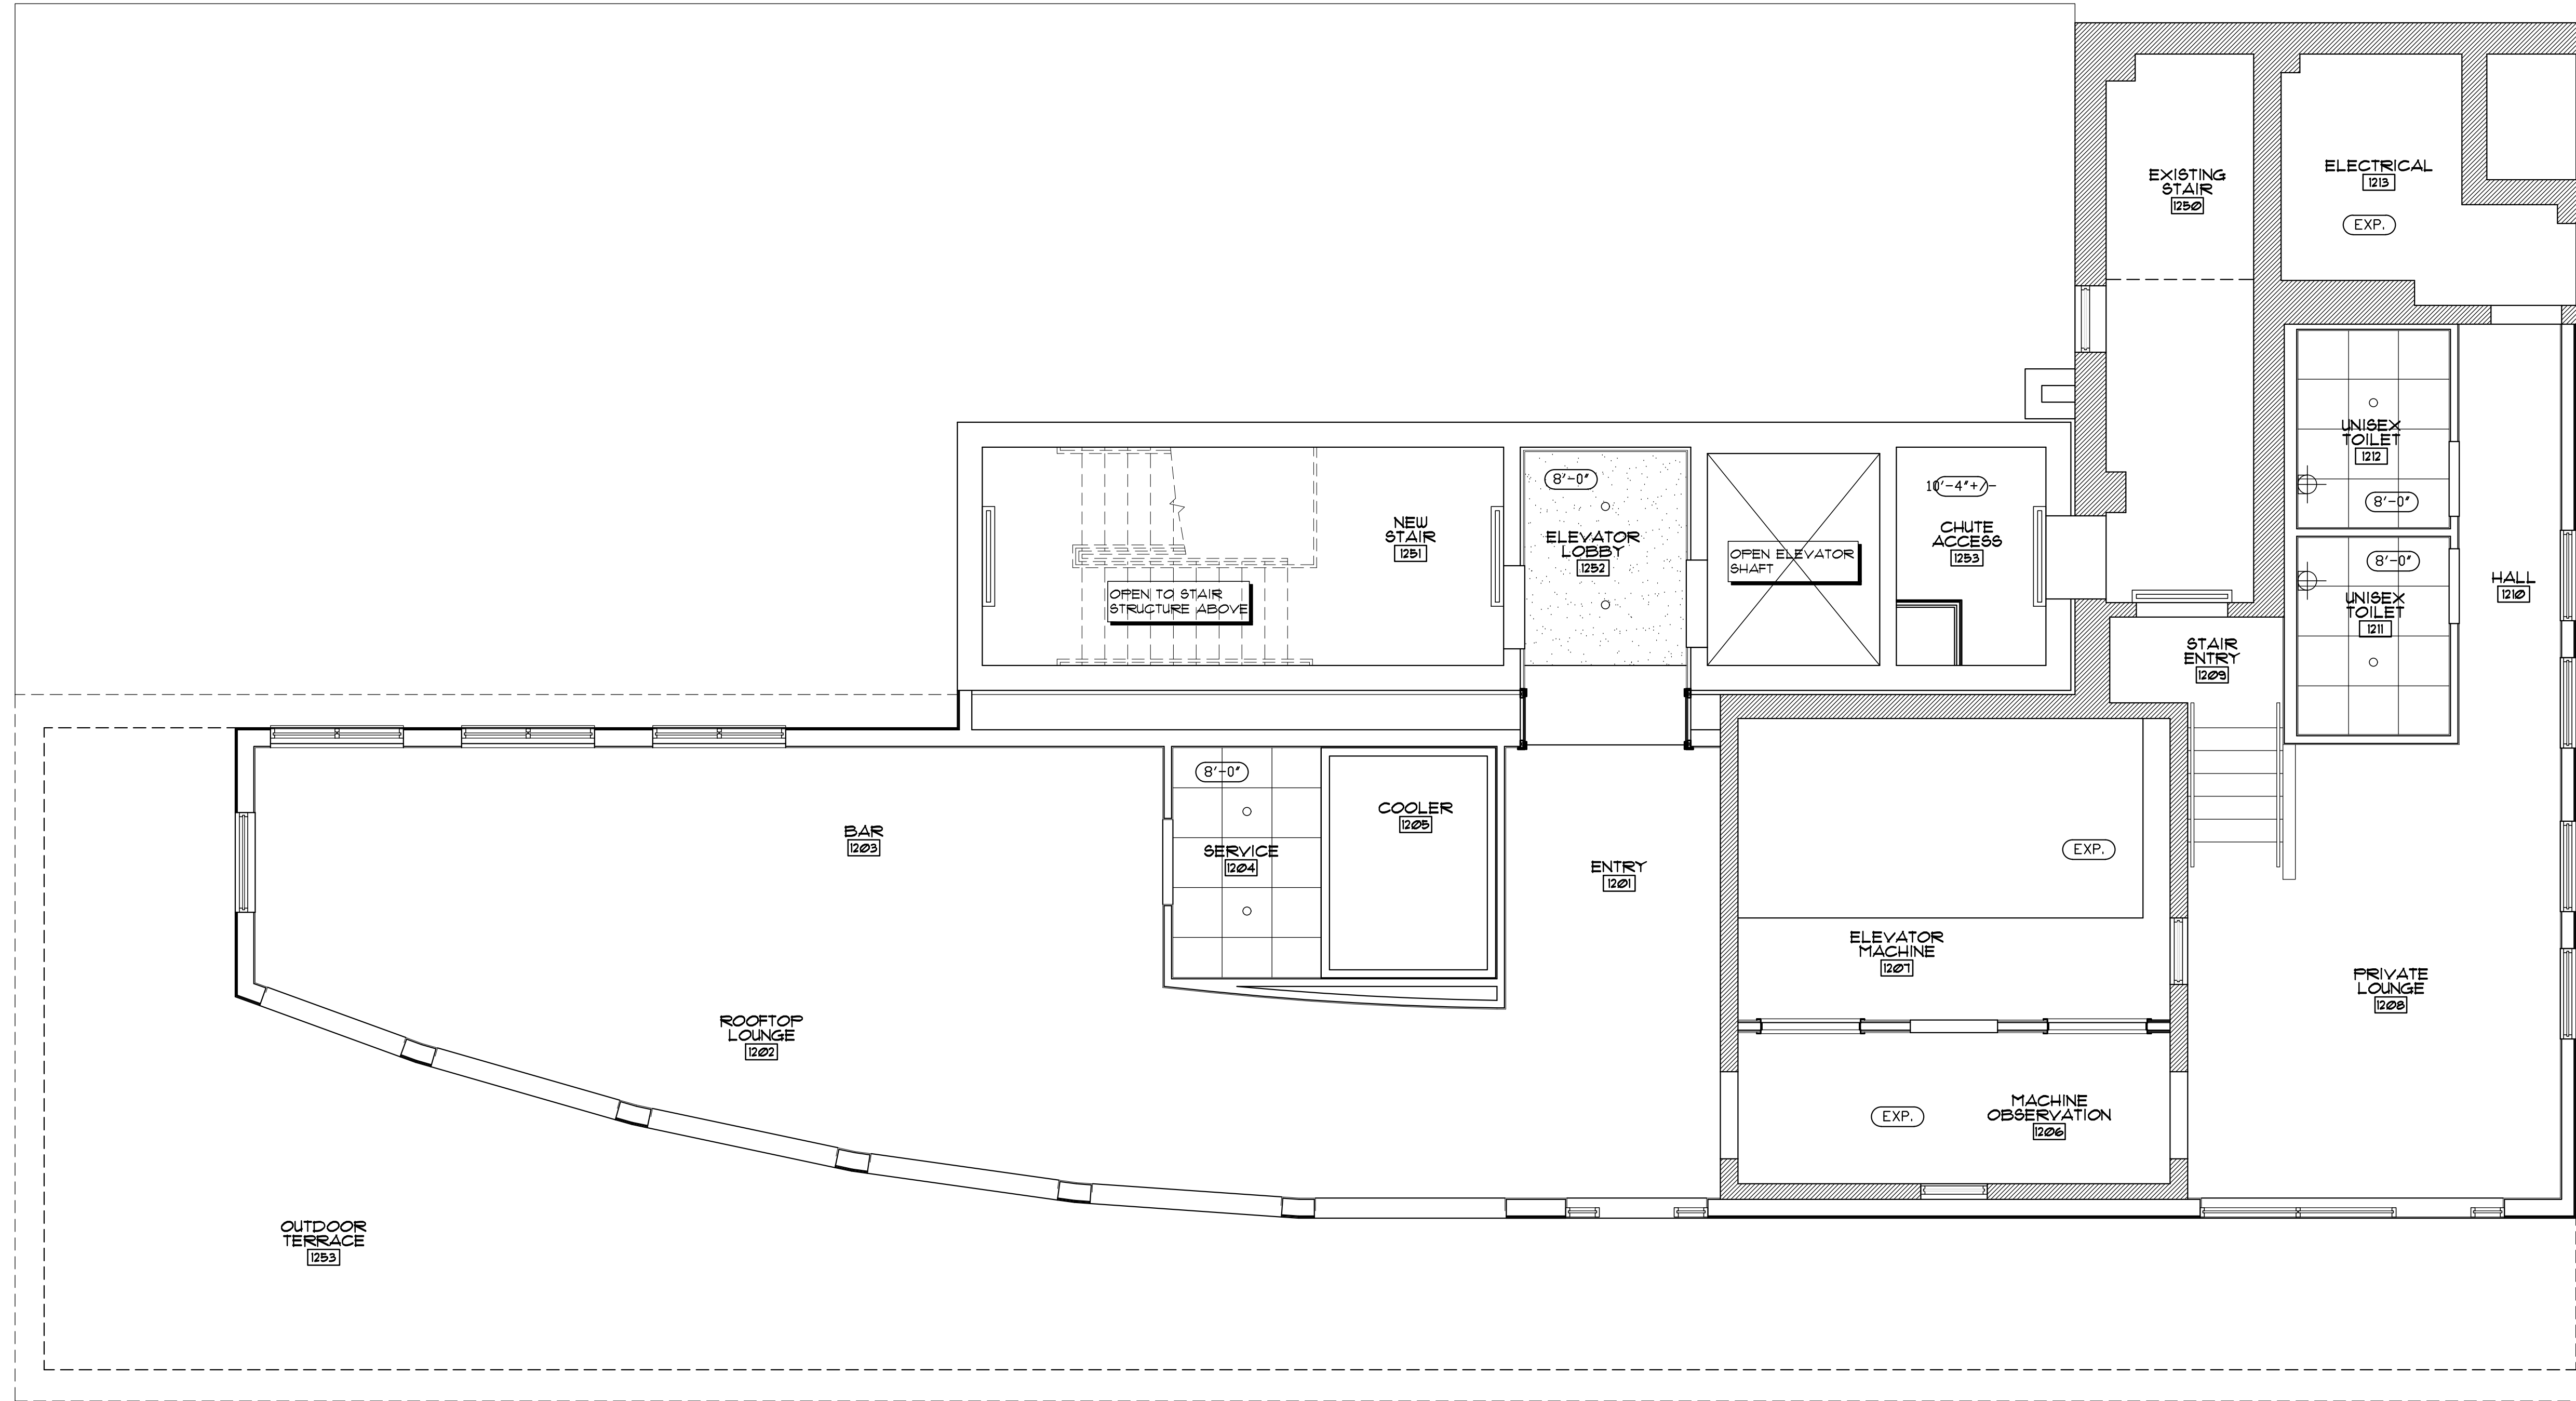 ELECTRICAL
1213
EXP.
EXISTING
STAIR
1250
UNISEX
TOILET
1212
8'-0"
8'-0"
UNISEX
TOILET
1211
HALL
1210
10'-4"+/-
CHUTE
ACCESS
1253
OPEN ELEVATOR
SHAFT
8'-0"
ELEVATOR
LOBBY
1252
NEW
STAIR
1251
OPEN TO STAIR
STRUCTURE ABOVE
STAIR
ENTRY
1209
8'-0"
SERVICE
1204
COOLER
1205
BAR
1203
ENTRY
1201
EXP.
ELEVATOR
MACHINE
1207
PRIVATE
LOUNGE
1208
ROOFTOP
LOUNGE
1202
EXP.
MACHINE
OBSERVATION
1206
OUTDOOR
TERRACE
1253